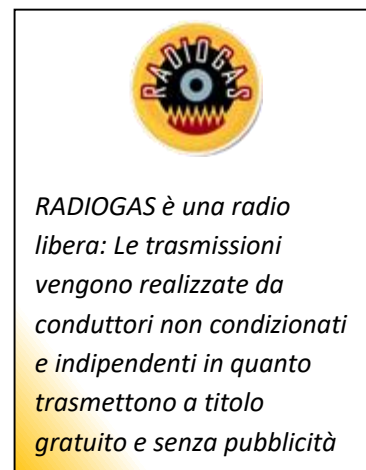 RADIOGAS
RADIOGAS è una radio
libera: Le trasmissioni
vengono realizzate da
conduttori non condizionati
e indipendenti in quanto
trasmettono a titolo
gratuito e senza pubblicità